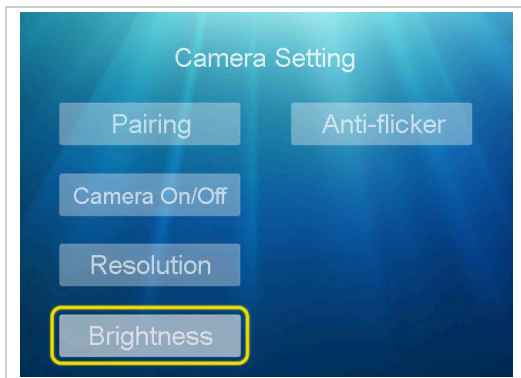 Camera Setting
Pairing
Anti-flicker
Camera On/Off
Resolution
Brightness